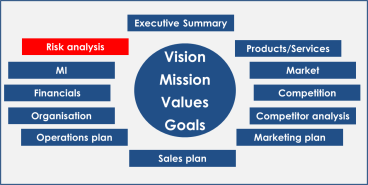 Executive Summary
Risk analysis
Products/Services
Vision
MI
Market
Mission
Financials
Competition
Values
Organisation
Competitor analysis
Goals
Operations plan
Marketing plan
Sales plan